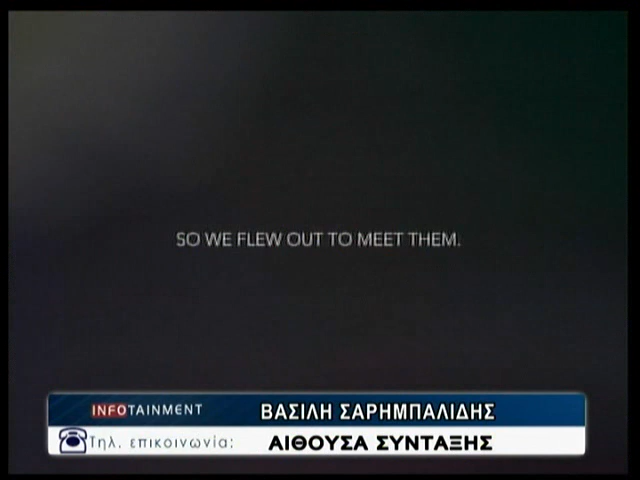 SO WE FLEW OUT TO MEET THEM.
INFOTAINMENT ΒΑΣΙΛΗ ΣΑΡΗΜΠΑΛΙΔΗΣ
Τηλ. επικοινωνία: ΑΙΘΟΥΣΑ ΣΥΝΤΑΞΗΣ